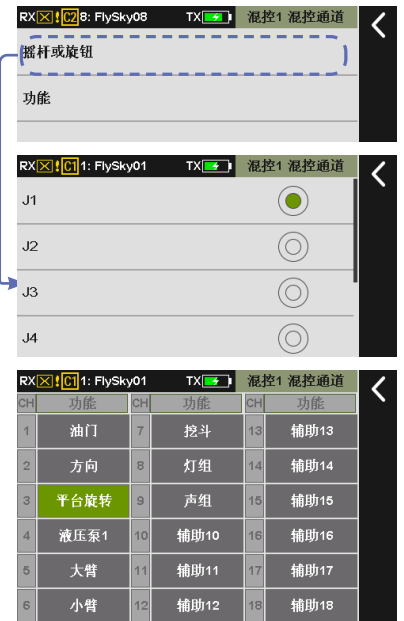 RX C2 8: FlySky08 TX 混控1 混控通道
摇杆或旋钮
功能
RX C1 1: FlySky01 TX 混控1 混控通道
J1
J2
J3
J4
RX C1 1: FlySky01 TX 混控1 混控通道
CH 功能 CH 功能 CH 功能
1 油门 7 挖斗 13 辅助13
2 方向 8 灯组 14 辅助14
3 平台旋转 9 声组 15 辅助15
4 液压泵1 10 辅助10 16 辅助16
5 大臂 11 辅助11 17 辅助17
6 小臂 12 辅助12 18 辅助18